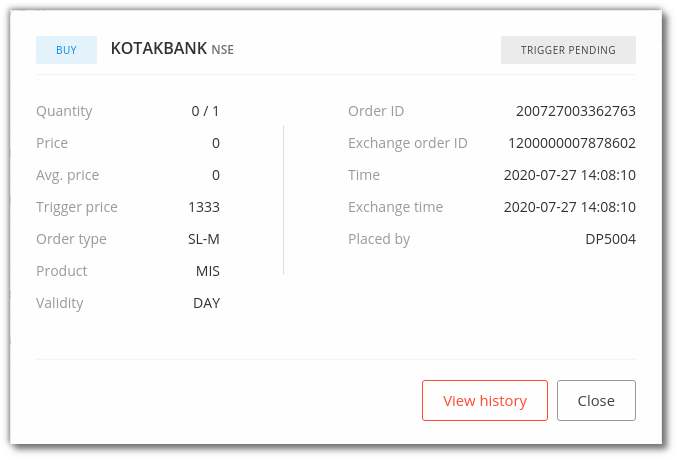 BUY KOTAKBANK NSE TRIGGER PENDING
Quantity 0 / 1
Price 0
Avg. price 0
Trigger price 1333
Order type SL-M
Product MIS
Validity DAY
Order ID 200727003362763
Exchange order ID 1200000007878602
Time 2020-07-27 14:08:10
Exchange time 2020-07-27 14:08:10
Placed by DP5004
View history Close